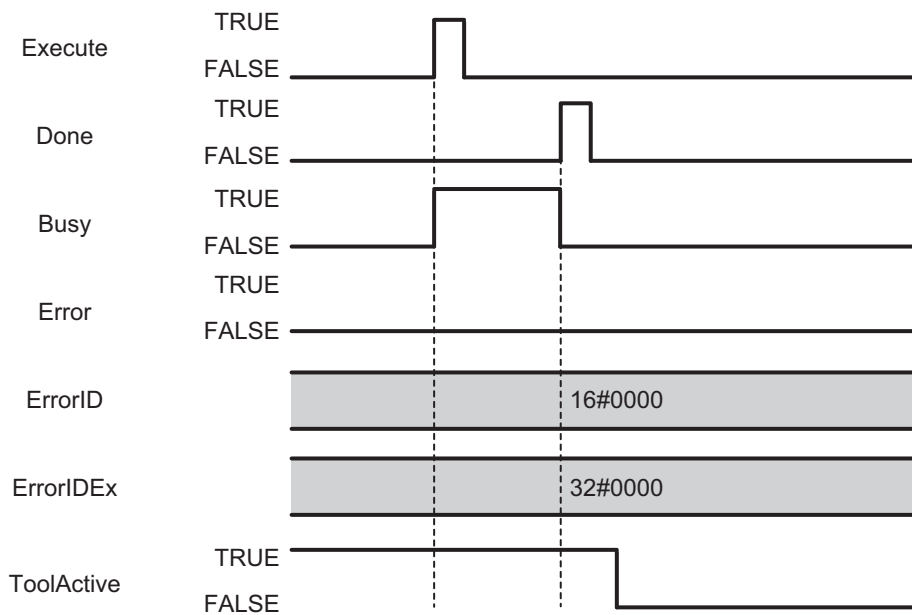 TRUE
Execute
FALSE
TRUE
Done
FALSE
TRUE
Busy
FALSE
TRUE
Error
FALSE
ErrorID
16#0000
ErrorIDEx
32#0000
TRUE
ToolActive
FALSE